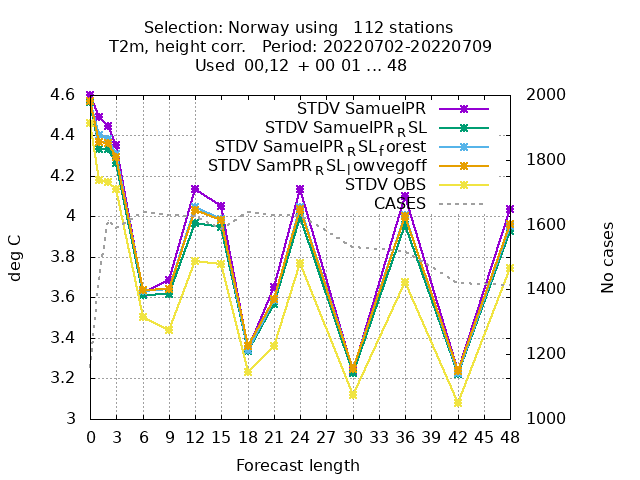 Selection: Norway using 112 stations
T2m, height corr. Period: 20220702-20220709
Used 00,12 + 00 01 ... 48
STDV SamuelPR
STDV SamuelPR_RSL
STDV SamuelPR_RSL_forest
STDV SamPR_RSL_lowvegoff
STDV OBS
CASES
4.6
4.4
4.2
4
3.8
3.6
3.4
3.2
3
deg C
2000
1800
1600
1400
1200
1000
No cases
0 3 6 9 12 15 18 21 24 27 30 33 36 39 42 45 48
Forecast length